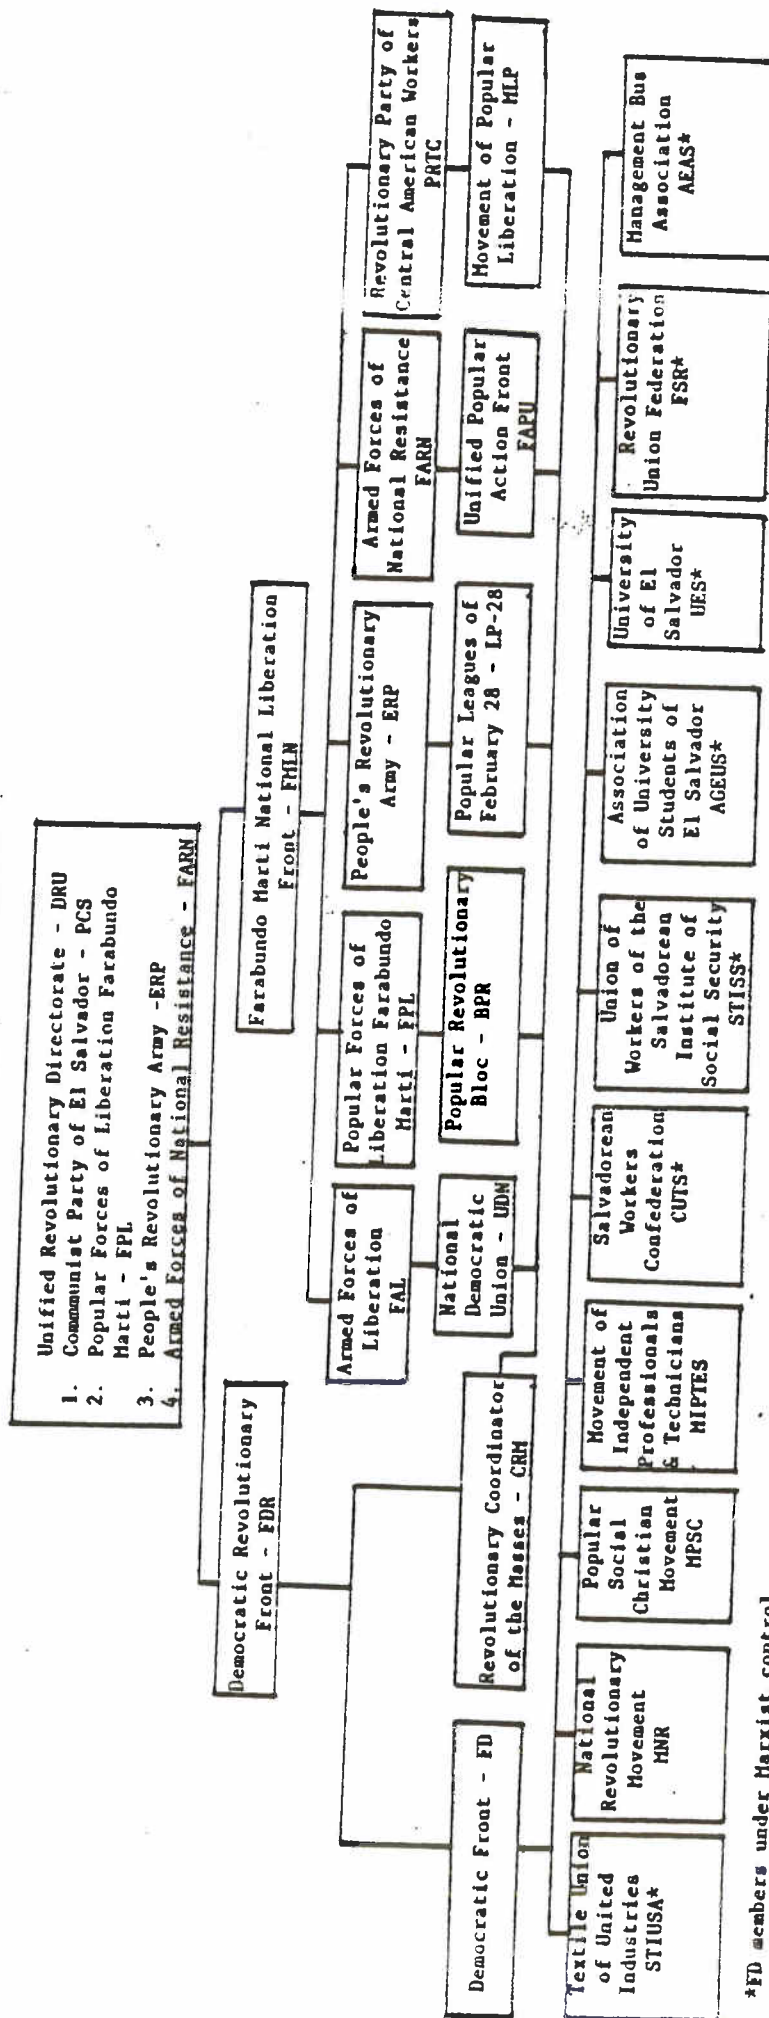 Unified Revolutionary Directorate - DRU
1. Communist Party of El Salvador - PCS
2. Popular Forces of Liberation Farabundo
Marti - FPL
3. People's Revolutionary Army -ERP
4. Armed Forces of National Resistance - FARN
Democratic Revolutionary
Front - FDR
Farabundo Marti National Liberation
Front - FMLN
Armed Forces of
Liberation
FAL
Popular Forces of
Liberation Farabundo
Marti - FPL
People's Revolutionary
Army - ERP
Armed Forces of
National Resistance
FARN
Revolutionary Party of
Central American Workers
PRTC
Democratic Front - FD
Revolutionary Coordinator
of the Masses - CRM
National
Democratic
Union - UDN
Popular Revolutionary
Bloc - BPR
Popular Leagues of
February 28 - LP-28
Unified Popular
Action Front
FAPU
Movement of Popular
Liberation - MLP
Textile Union
of United
Industries
STIUSA*
National
Revolutionary
Movement
MNR
Popular
Social
Christian
Movement
MPSC
Movement of
Independent
Professionals
& Technicians
MIPTES
Salvadorean
Workers
Confederation
CUTS*
Union of
Workers of the
Salvadorean
Institute of
Social Security
STISS*
Association
of University
Students of
El Salvador
AGEUS*
University
of El
Salvador
UES*
Revolutionary
Union Federation
FSR*
Management Bus
Association
AEAS*
*FD members under Marxist control